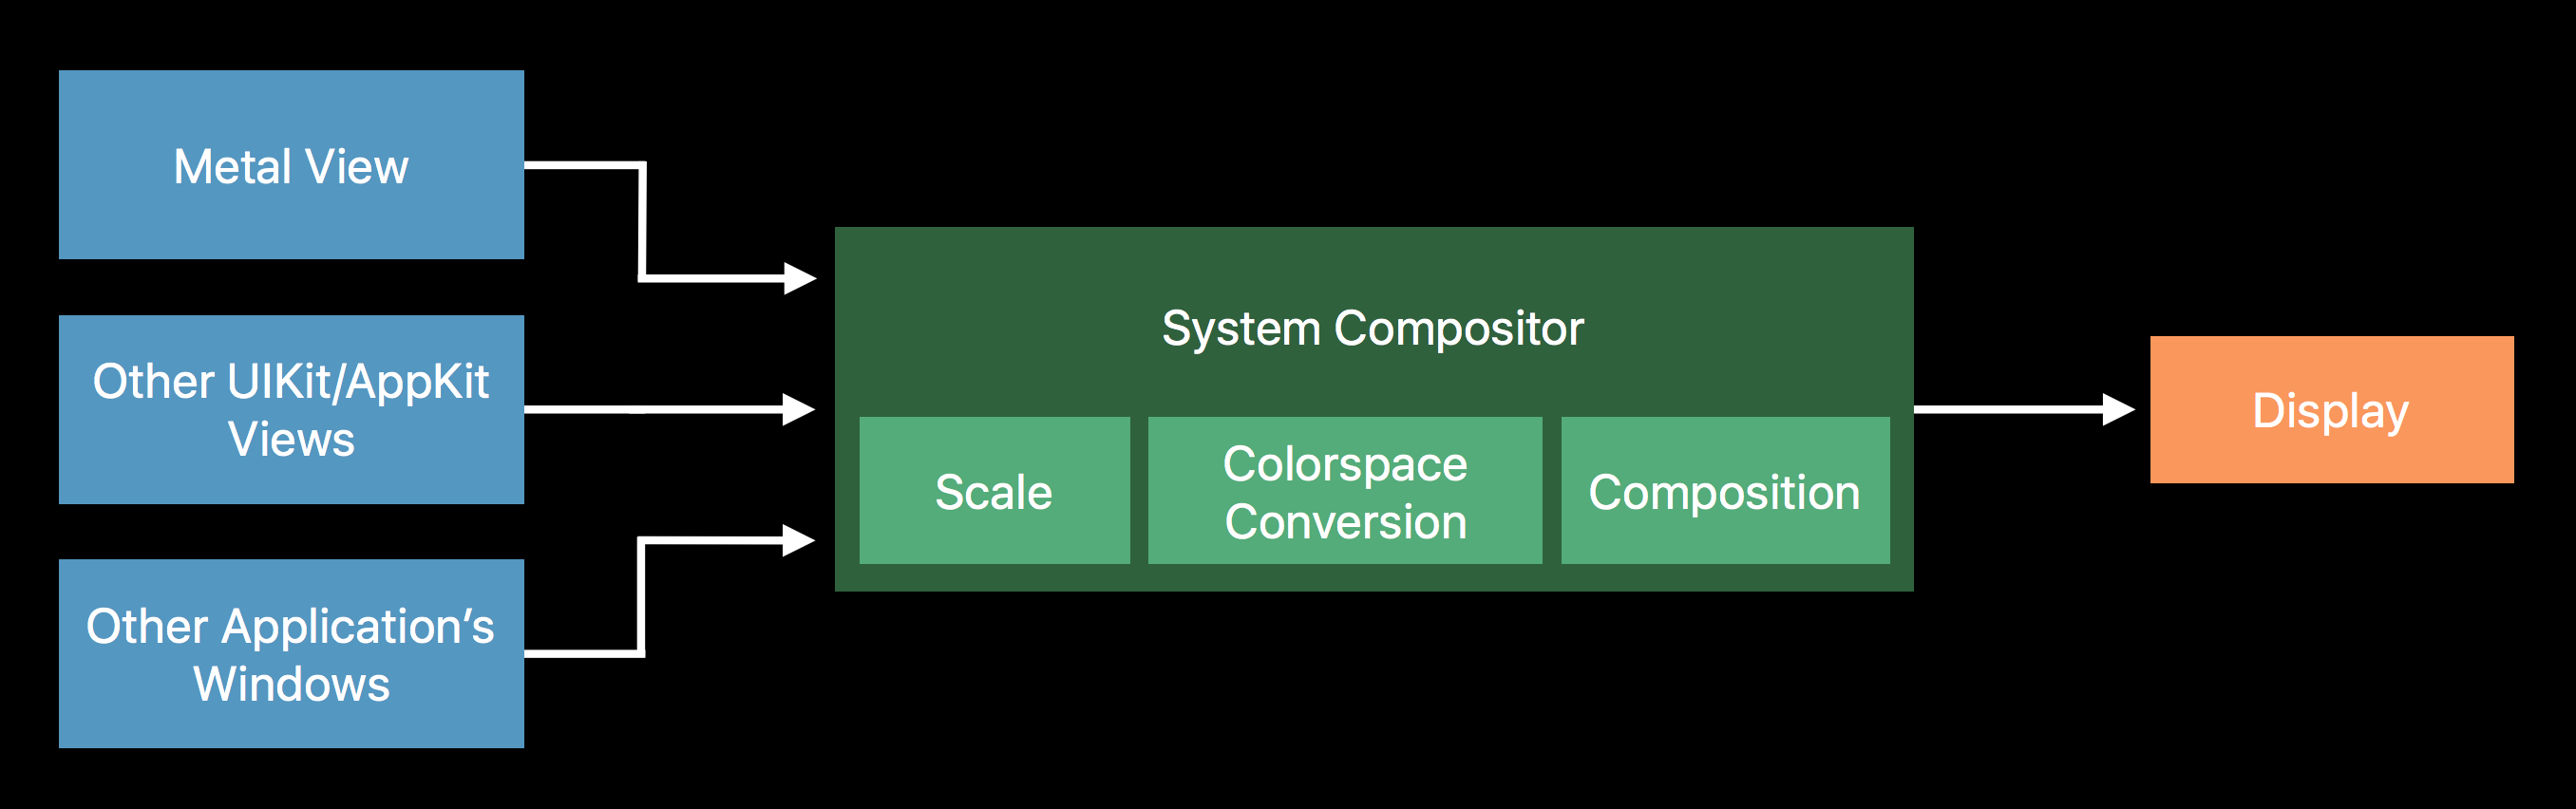 Metal View
Other UIKit/AppKit
Views
Other Application’s
Windows
System Compositor
Scale
Colorspace
Conversion
Composition
Display